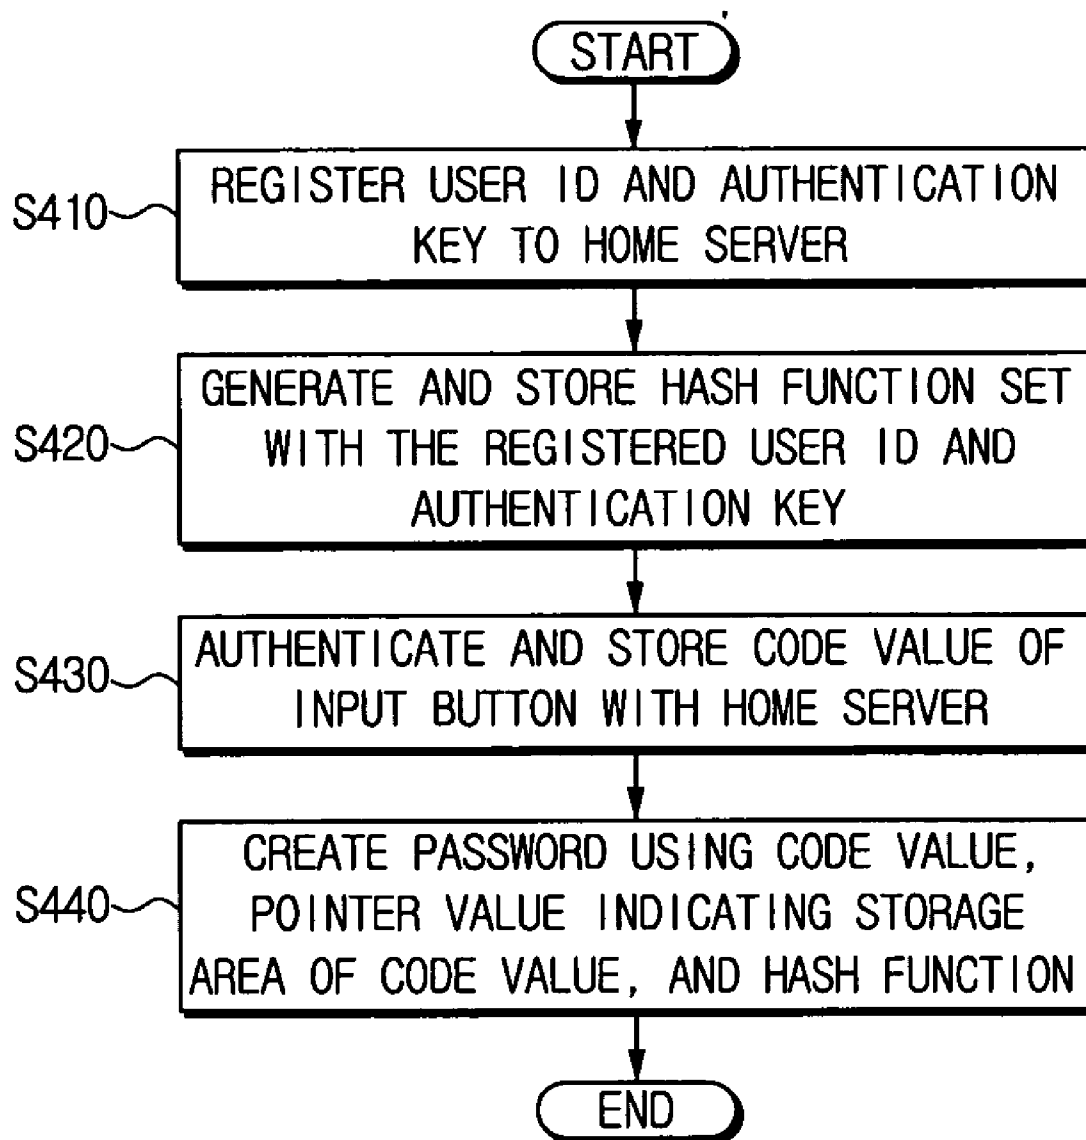 START
S410
REGISTER USER ID AND AUTHENTICATION
KEY TO HOME SERVER
S420
GENERATE AND STORE HASH FUNCTION SET
WITH THE REGISTERED USER ID AND
AUTHENTICATION KEY
S430
AUTHENTICATE AND STORE CODE VALUE OF
INPUT BUTTON WITH HOME SERVER
S440
CREATE PASSWORD USING CODE VALUE,
POINTER VALUE INDICATING STORAGE
AREA OF CODE VALUE, AND HASH FUNCTION
END